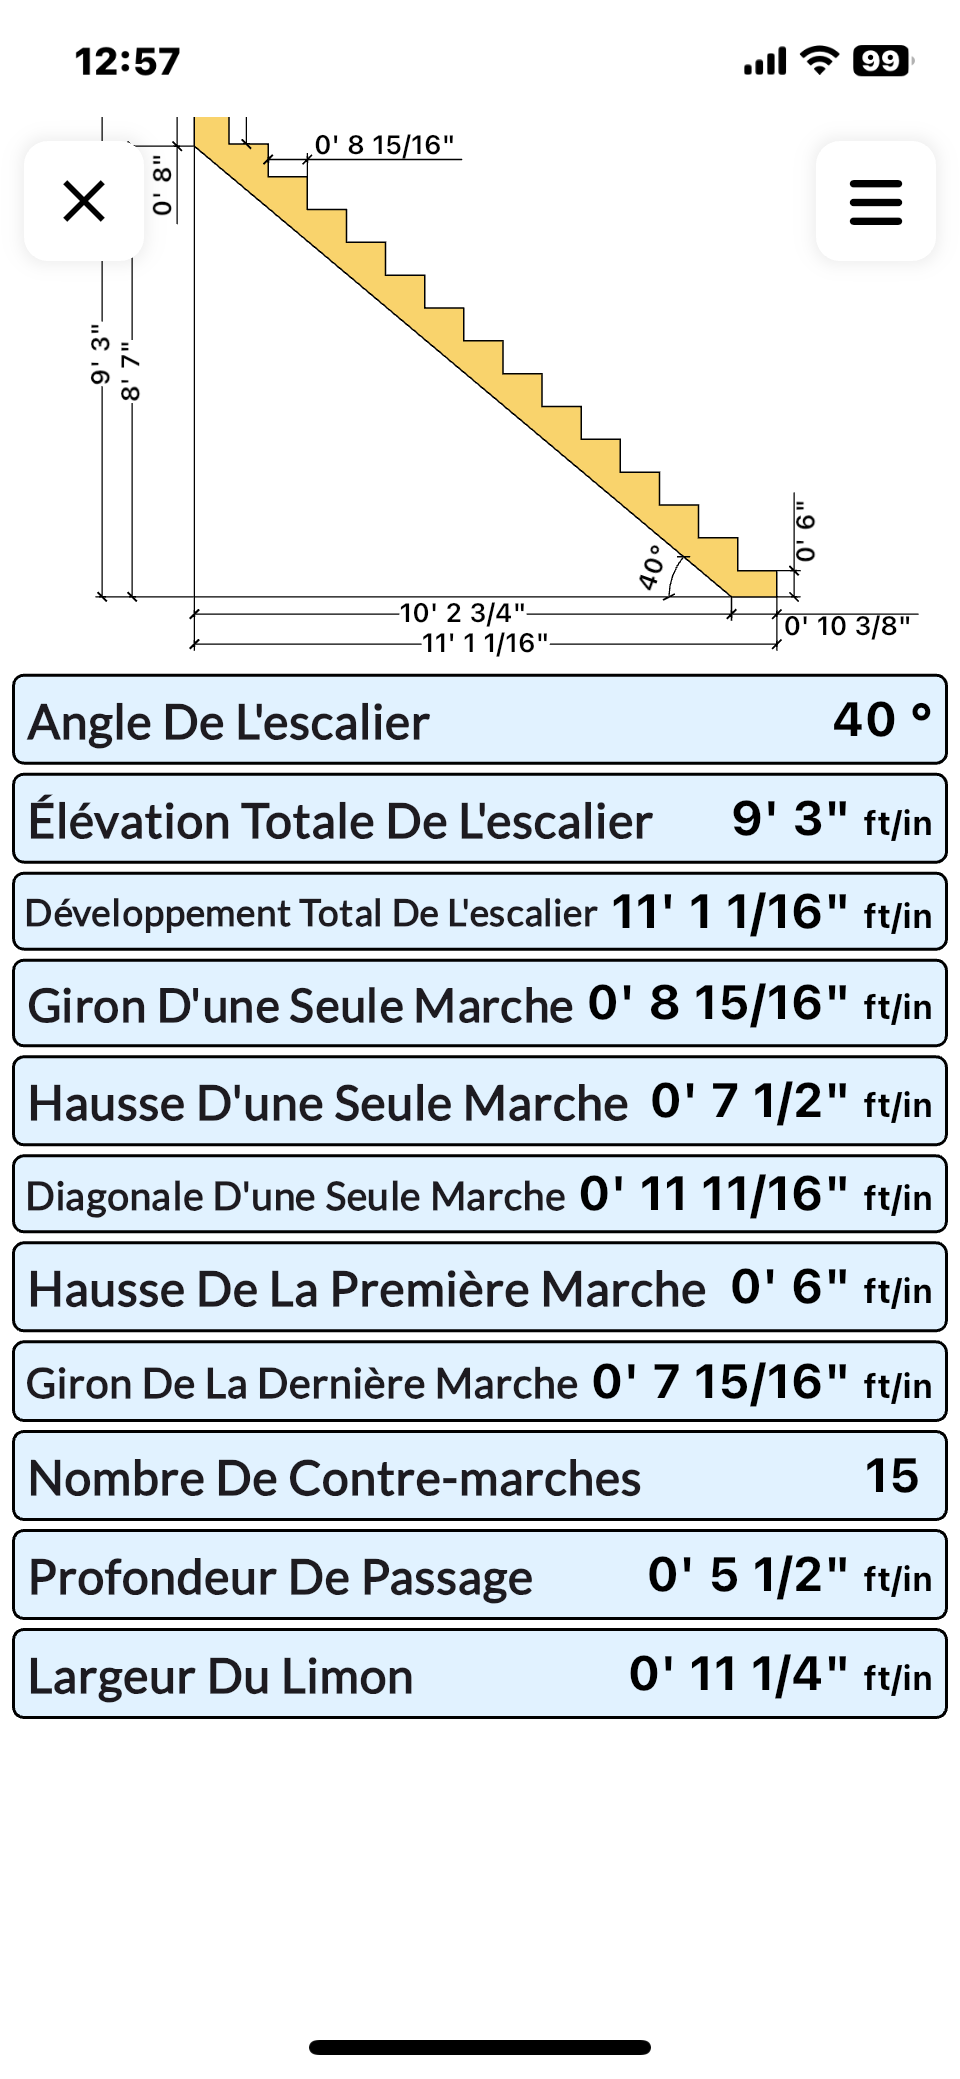 12:57
99
0' 8 15/16"
0' 8"
9' 3"
8' 7"
0' 6"
40°
10' 2 3/4"
0' 10 3/8"
11' 1 1/16"
Angle De L'escalier 40 °
Élévation Totale De L'escalier 9' 3" ft/in
Développement Total De L'escalier 11' 1 1/16" ft/in
Giron D'une Seule Marche 0' 8 15/16" ft/in
Hausse D'une Seule Marche 0' 7 1/2" ft/in
Diagonale D'une Seule Marche 0' 11 11/16" ft/in
Hausse De La Première Marche 0' 6" ft/in
Giron De La Dernière Marche 0' 7 15/16" ft/in
Nombre De Contre-marches 15
Profondeur De Passage 0' 5 1/2" ft/in
Largeur Du Limon 0' 11 1/4" ft/in